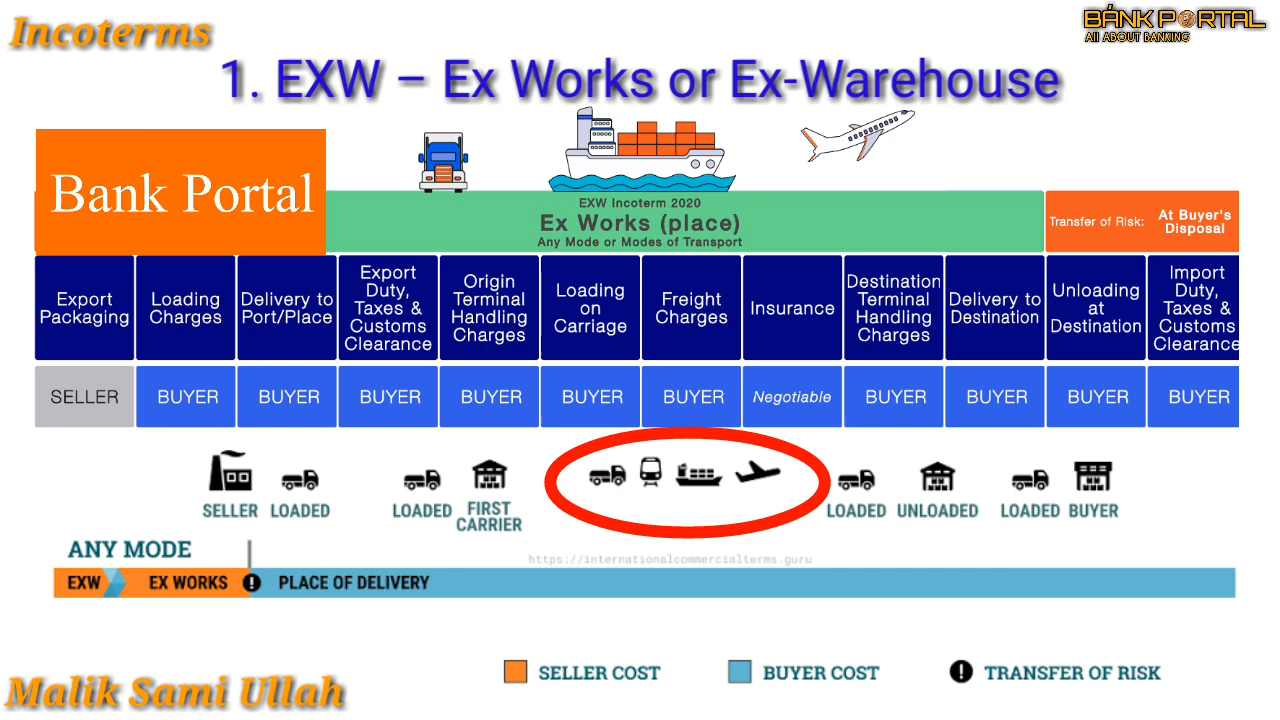 Incoterms
BÁNK PORTAL
All ABOUT BANKING
1. EXW – Ex Works or Ex-Warehouse
Bank Portal
EXW Incoterm 2020
Ex Works (place)
Any Mode or Modes of Transport
Transfer of Risk:
At Buyer's
Disposal
Export
Packaging
Loading
Charges
Delivery to
Port/Place
Export
Duty,
Taxes &
Customs
Clearance
Origin
Terminal
Handling
Charges
Loading
on
Carriage
Freight
Charges
Insurance
Destination
Terminal
Handling
Charges
Delivery to
Destination
Unloading
at
Destination
Import
Duty,
Taxes &
Customs
Clearance
SELLER
BUYER
BUYER
BUYER
BUYER
BUYER
BUYER
Negotiable
BUYER
BUYER
BUYER
BUYER
SELLER
LOADED
LOADED
FIRST
CARRIER
LOADED
UNLOADED
LOADED
BUYER
ANY MODE
https://internationalcommercialterms.guru
EXW
EX WORKS
!
PLACE OF DELIVERY
SELLER COST
BUYER COST
! TRANSFER OF RISK
Malik Sami Ullah